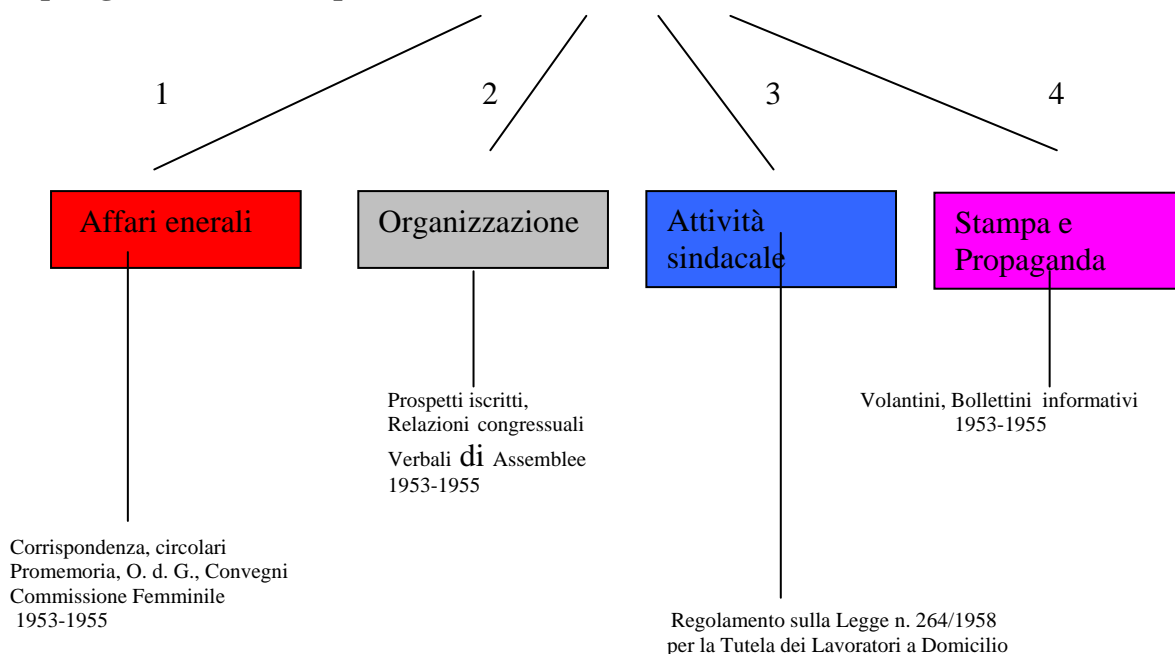 1
2
3
4
Affari enerali
Organizzazione
Attività
sindacale
Stampa e
Propaganda
Prospetti iscritti,
Relazioni congressuali
Verbali di Assemblee
1953-1955
Volantini, Bollettini informativi
1953-1955
Corrispondenza, circolari
Promemoria, O. d. G., Convegni
Commissione Femminile
1953-1955
Regolamento sulla Legge n. 264/1958
per la Tutela dei Lavoratori a Domicilio